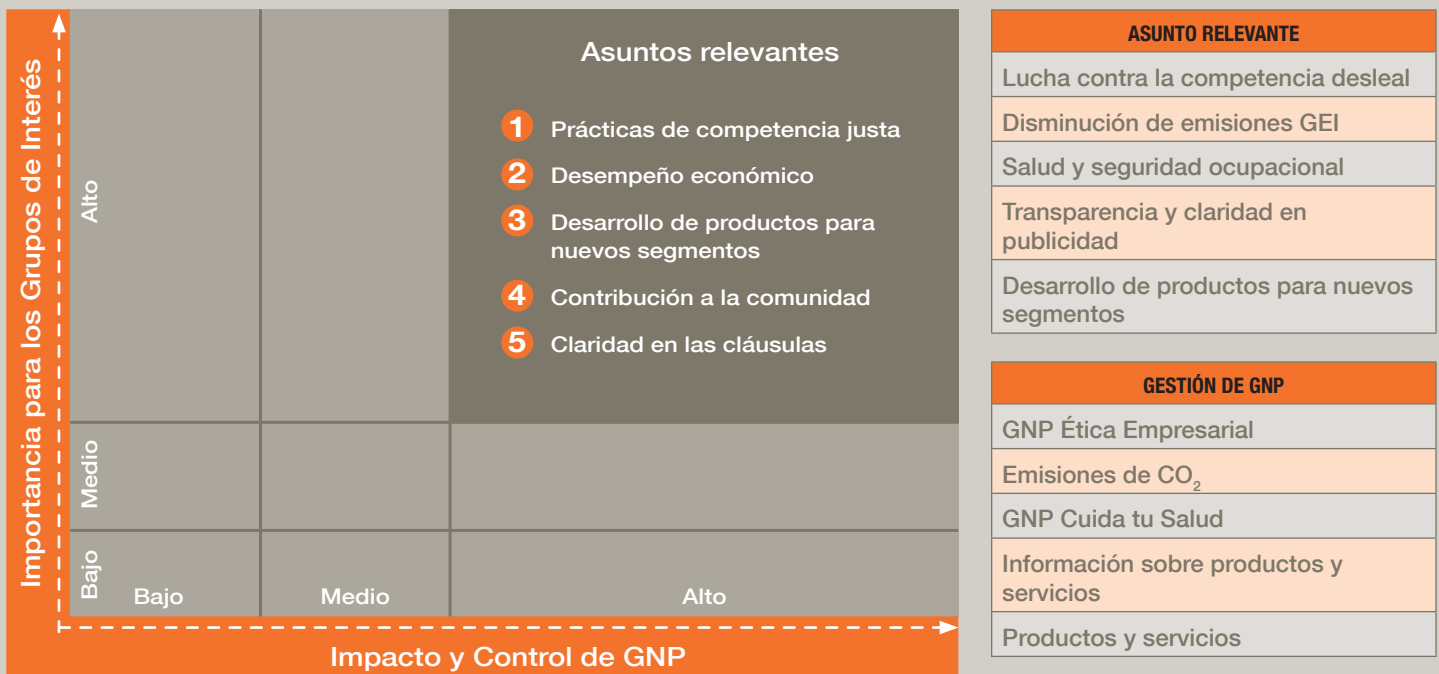 Importancia para los Grupos de Interés
Alto
Medio
Bajo
Asuntos relevantes
1 Prácticas de competencia justa
2 Desempeño económico
3 Desarrollo de productos para
nuevos segmentos
4 Contribución a la comunidad
5 Claridad en las cláusulas
Bajo
Medio
Alto
Impacto y Control de GNP
ASUNTO RELEVANTE
Lucha contra la competencia desleal
Disminución de emisiones GEI
Salud y seguridad ocupacional
Transparencia y claridad en
publicidad
Desarrollo de productos para nuevos
segmentos
GESTIÓN DE GNP
GNP Ética Empresarial
Emisiones de CO₂
GNP Cuida tu Salud
Información sobre productos y
servicios
Productos y servicios